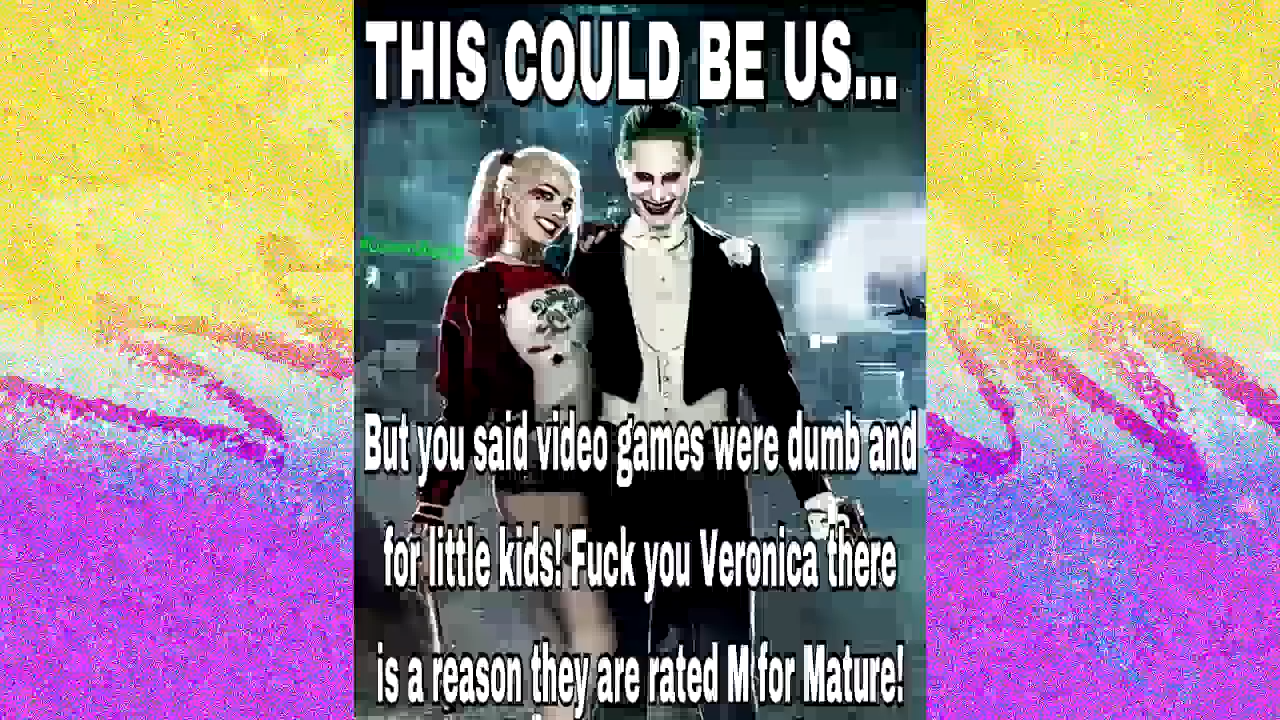 THIS COULD BE US...
But you said video games were dumb and
for little kids! Fuck you Veronica there
is a reason they are rated M for Mature!